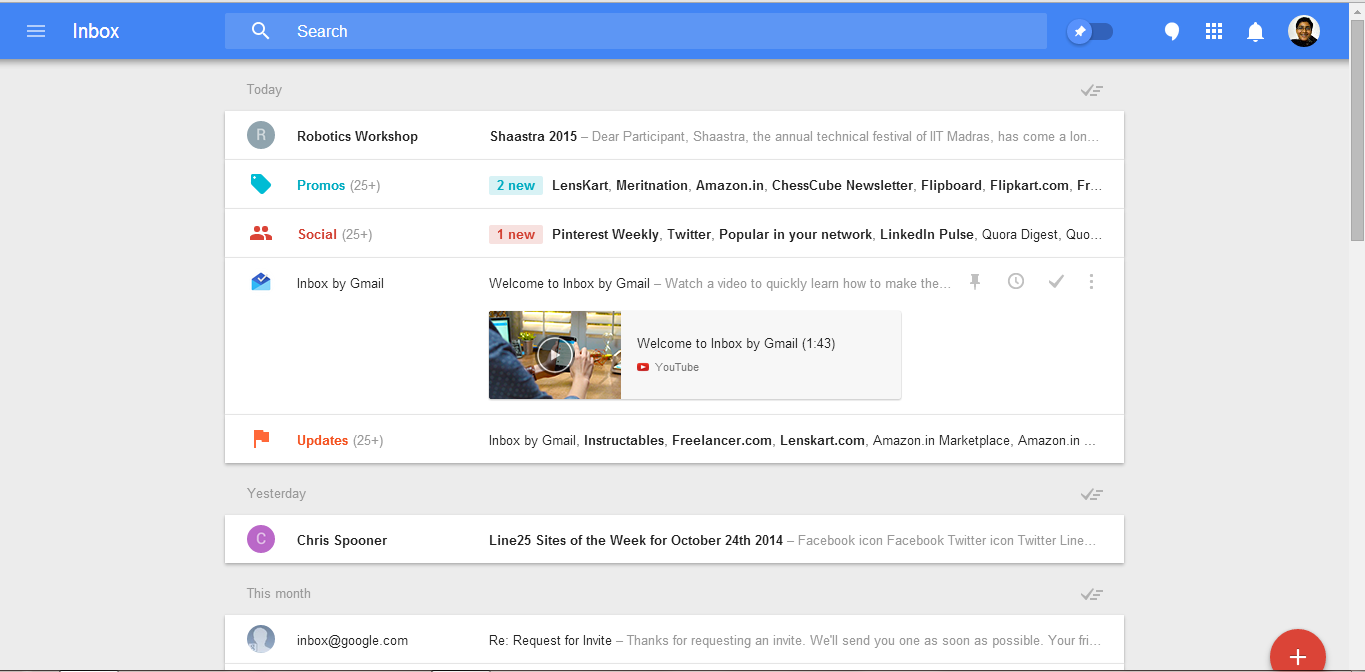 Inbox
Search
Today
R Robotics Workshop Shaastra 2015 – Dear Participant, Shaastra, the annual technical festival of IIT Madras, has come a lon...
Promos (25+) 2 new LensKart, Meritnation, Amazon.in, ChessCube Newsletter, Flipboard, Flipkart.com, Fr...
Social (25+) 1 new Pinterest Weekly, Twitter, Popular in your network, LinkedIn Pulse, Quora Digest, Quo...
Inbox by Gmail Welcome to Inbox by Gmail – Watch a video to quickly learn how to make the...
Welcome to Inbox by Gmail (1:43)
YouTube
Updates (25+) Inbox by Gmail, Instructables, Freelancer.com, Lenskart.com, Amazon.in Marketplace, Amazon.in ...
Yesterday
C Chris Spooner Line25 Sites of the Week for October 24th 2014 – Facebook icon Facebook Twitter icon Twitter Line...
This month
inbox@google.com Re: Request for Invite – Thanks for requesting an invite. We'll send you one as soon as possible. Your fri...